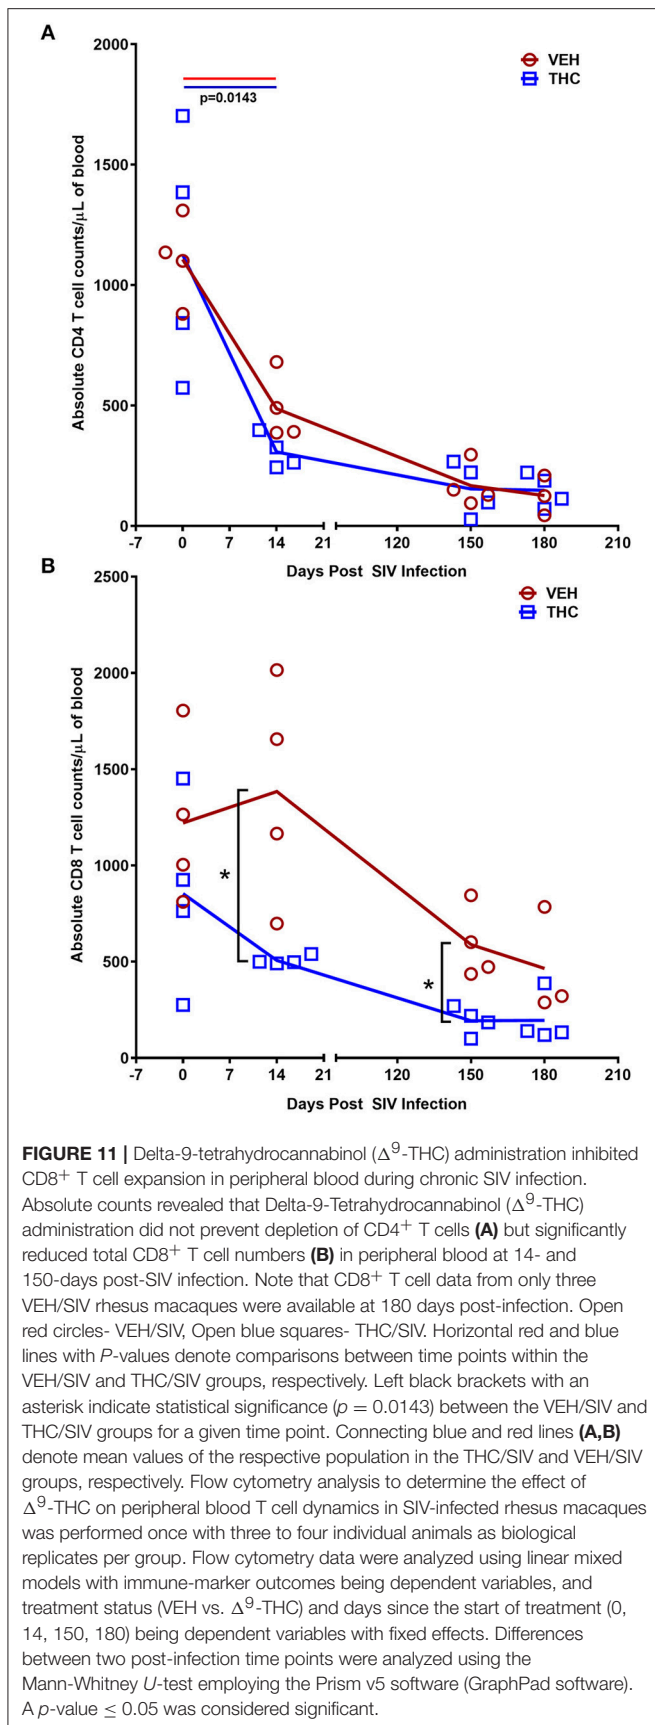 A
2000
1500
1000
500
0
Absolute CD4 T cell counts/µL of blood
VEH
THC
p=0.0143
-7 0 7 14 21 120 150 180 210
Days Post SIV Infection
B
2500
2000
1500
1000
500
0
Absolute CD8 T cell counts/µL of blood
VEH
THC
*
*
-7 0 7 14 21 120 150 180 210
Days Post SIV Infection
FIGURE 11 | Delta-9-tetrahydrocannabinol (Δ⁹-THC) administration inhibited
CD8⁺ T cell expansion in peripheral blood during chronic SIV infection.
Absolute counts revealed that Delta-9-Tetrahydrocannabinol (Δ⁹-THC)
administration did not prevent depletion of CD4⁺ T cells (A) but significantly
reduced total CD8⁺ T cell numbers (B) in peripheral blood at 14- and
150-days post-SIV infection. Note that CD8⁺ T cell data from only three
VEH/SIV rhesus macaques were available at 180 days post-infection. Open
red circles- VEH/SIV, Open blue squares- THC/SIV. Horizontal red and blue
lines with P-values denote comparisons between time points within the
VEH/SIV and THC/SIV groups, respectively. Left black brackets with an
asterisk indicate statistical significance (p = 0.0143) between the VEH/SIV and
THC/SIV groups for a given time point. Connecting blue and red lines (A,B)
denote mean values of the respective population in the THC/SIV and VEH/SIV
groups, respectively. Flow cytometry analysis to determine the effect of
Δ⁹-THC on peripheral blood T cell dynamics in SIV-infected rhesus macaques
was performed once with three to four individual animals as biological
replicates per group. Flow cytometry data were analyzed using linear mixed
models with immune-marker outcomes being dependent variables, and
treatment status (VEH vs. Δ⁹-THC) and days since the start of treatment (0,
14, 150, 180) being dependent variables with fixed effects. Differences
between two post-infection time points were analyzed using the
Mann-Whitney U-test employing the Prism v5 software (GraphPad software).
A p-value ≤ 0.05 was considered significant.